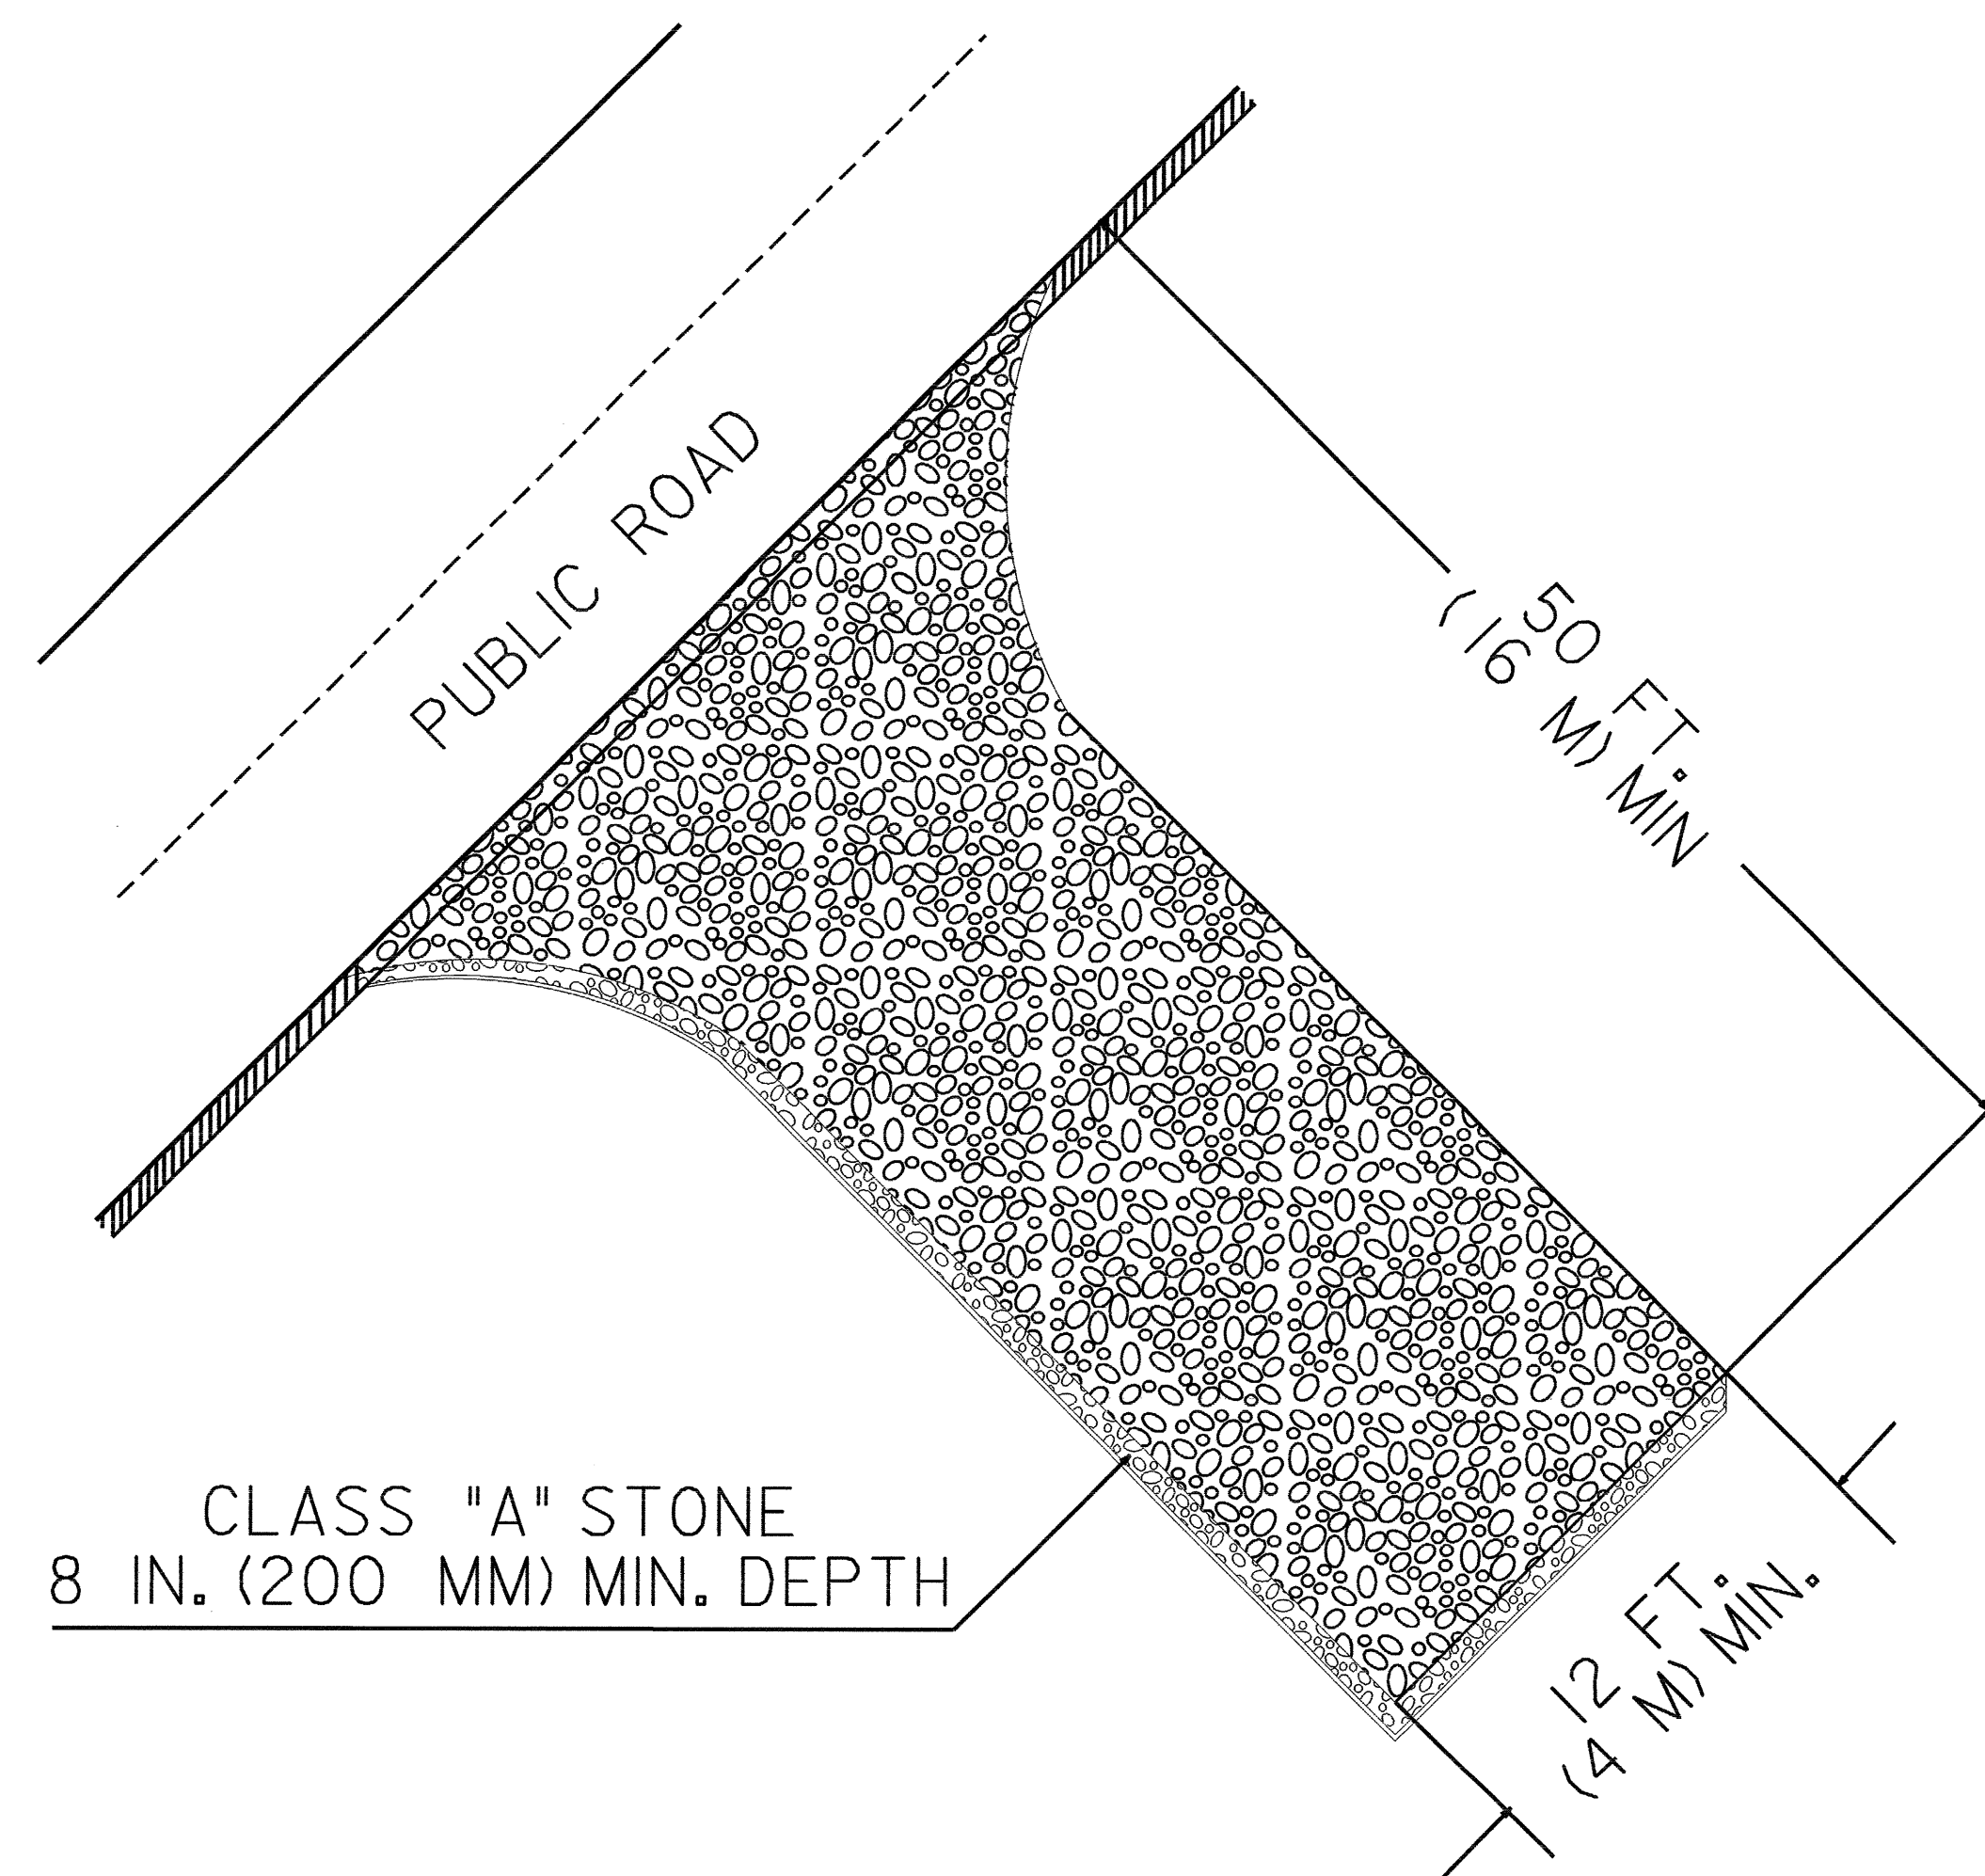 PUBLIC ROAD
50 FT.
(16 M) MIN
CLASS "A" STONE
8 IN. (200 MM) MIN. DEPTH
12 FT.
(4 M) MIN.